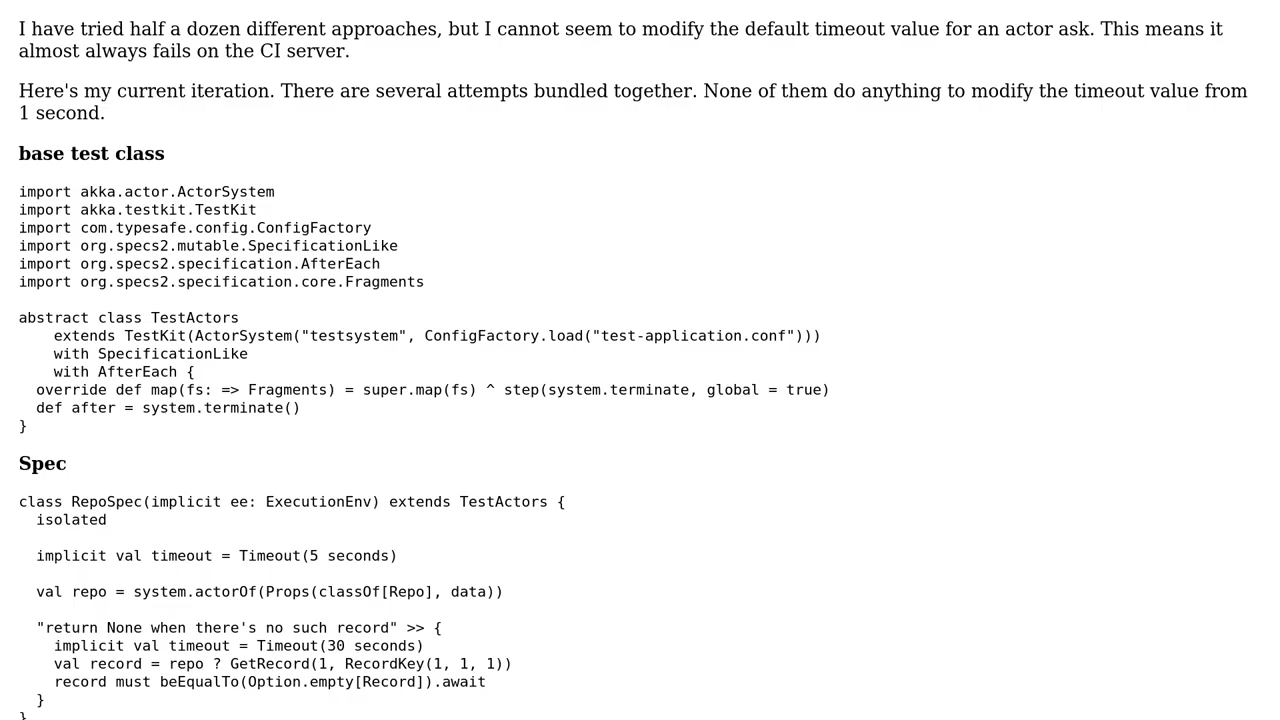 I have tried half a dozen different approaches, but I cannot seem to modify the default timeout value for an actor ask. This means it
almost always fails on the CI server.
Here's my current iteration. There are several attempts bundled together. None of them do anything to modify the timeout value from
1 second.
base test class
import akka.actor.ActorSystem
import akka.testkit.TestKit
import com.typesafe.config.ConfigFactory
import org.specs2.mutable.SpecificationLike
import org.specs2.specification.AfterEach
import org.specs2.specification.core.Fragments
abstract class TestActors
    extends TestKit(ActorSystem("testsystem", ConfigFactory.load("test-application.conf")))
    with SpecificationLike
    with AfterEach {
  override def map(fs: => Fragments) = super.map(fs) ^ step(system.terminate, global = true)
  def after = system.terminate()
}
Spec
class RepoSpec(implicit ee: ExecutionEnv) extends TestActors {
  isolated
  implicit val timeout = Timeout(5 seconds)
  val repo = system.actorOf(Props(classOf[Repo], data))
  "return None when there's no such record" >> {
    implicit val timeout = Timeout(30 seconds)
    val record = repo ? GetRecord(1, RecordKey(1, 1, 1))
    record must beEqualTo(Option.empty[Record]).await
  }
}